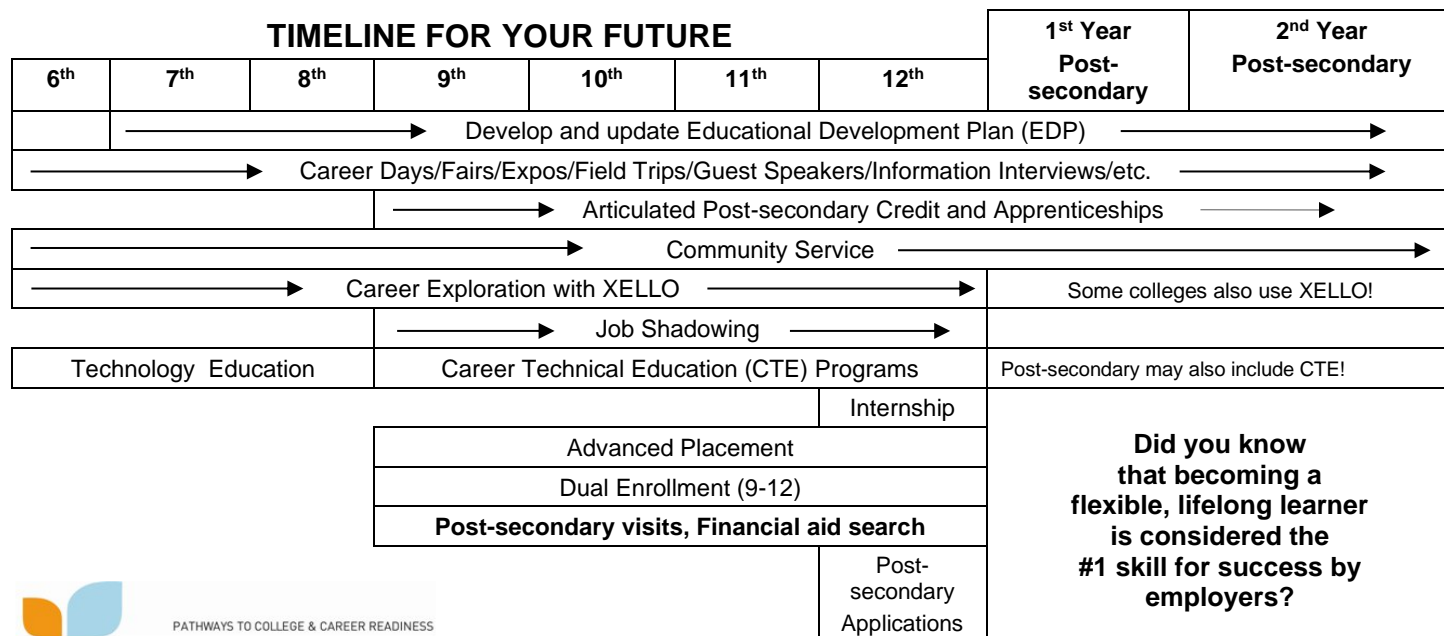 TIMELINE FOR YOUR FUTURE
1st Year
Post-
secondary
2nd Year
Post-secondary
6th 7th 8th 9th 10th 11th 12th
Develop and update Educational Development Plan (EDP)
Career Days/Fairs/Expos/Field Trips/Guest Speakers/Information Interviews/etc.
Articulated Post-secondary Credit and Apprenticeships
Community Service
Career Exploration with XELLO
Some colleges also use XELLO!
Job Shadowing
Technology Education
Career Technical Education (CTE) Programs
Post-secondary may also include CTE!
Internship
Advanced Placement
Dual Enrollment (9-12)
Post-secondary visits, Financial aid search
Post-
secondary
Applications
Did you know
that becoming a
flexible, lifelong learner
is considered the
#1 skill for success by
employers?
PATHWAYS TO COLLEGE & CAREER READINESS